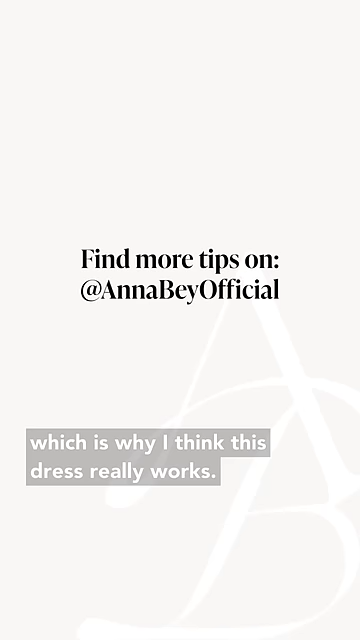 Find more tips on:
@AnnaBeyOfficial
which is why I think this
dress really works.